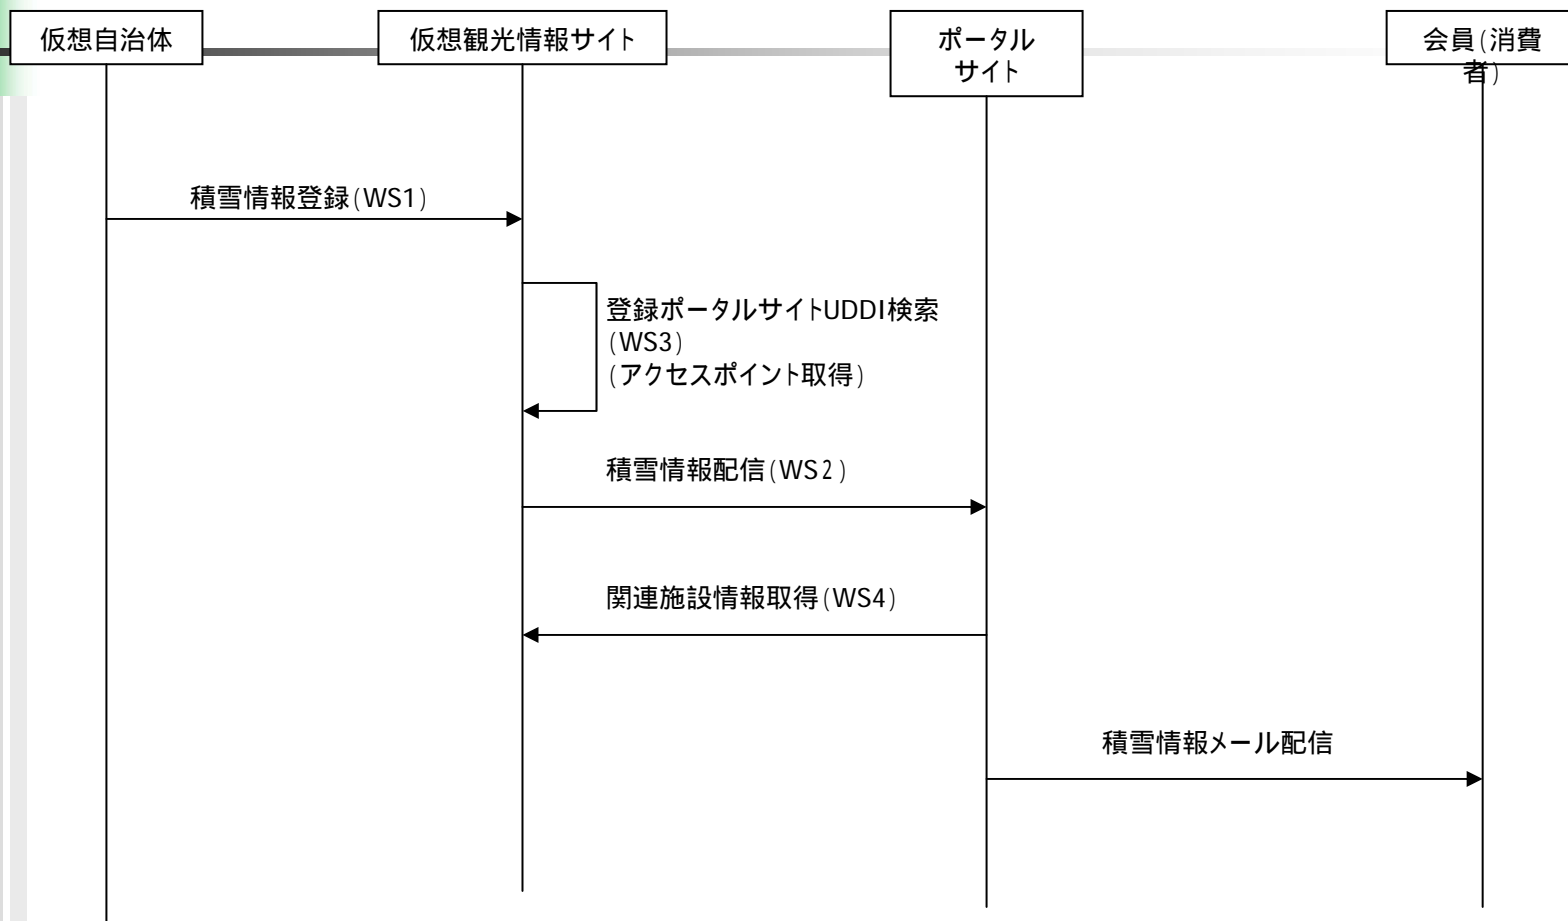 仮想自治体
仮想観光情報サイト
ポータル
サイト
会員(消費
者)
積雪情報登録(WS1)
登録ポータルサイトUDDI検索
(WS3)
(アクセスポイント取得)
積雪情報配信(WS2)
関連施設情報取得(WS4)
積雪情報メール配信